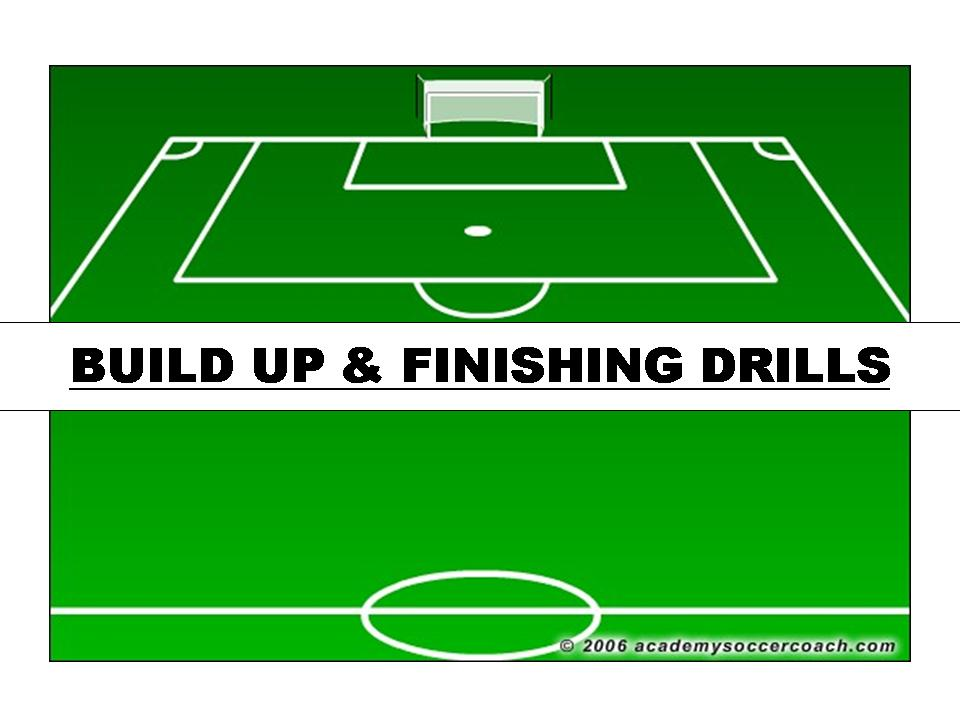 BUILD UP & FINISHING DRILLS
© 2006 academysoccercoach.com